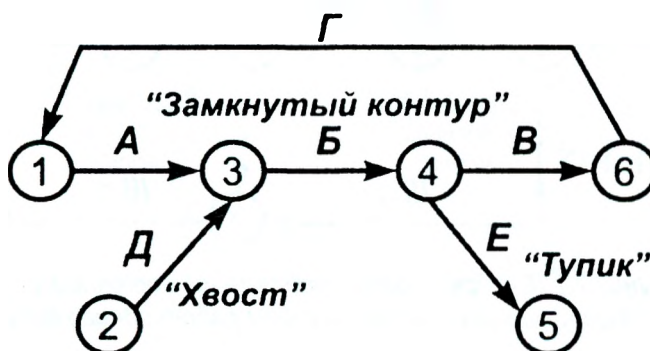 Г
“Замкнутый контур”
А Б В
1 3 4 6
Д Е
“Хвост” “Тупик”
2 5